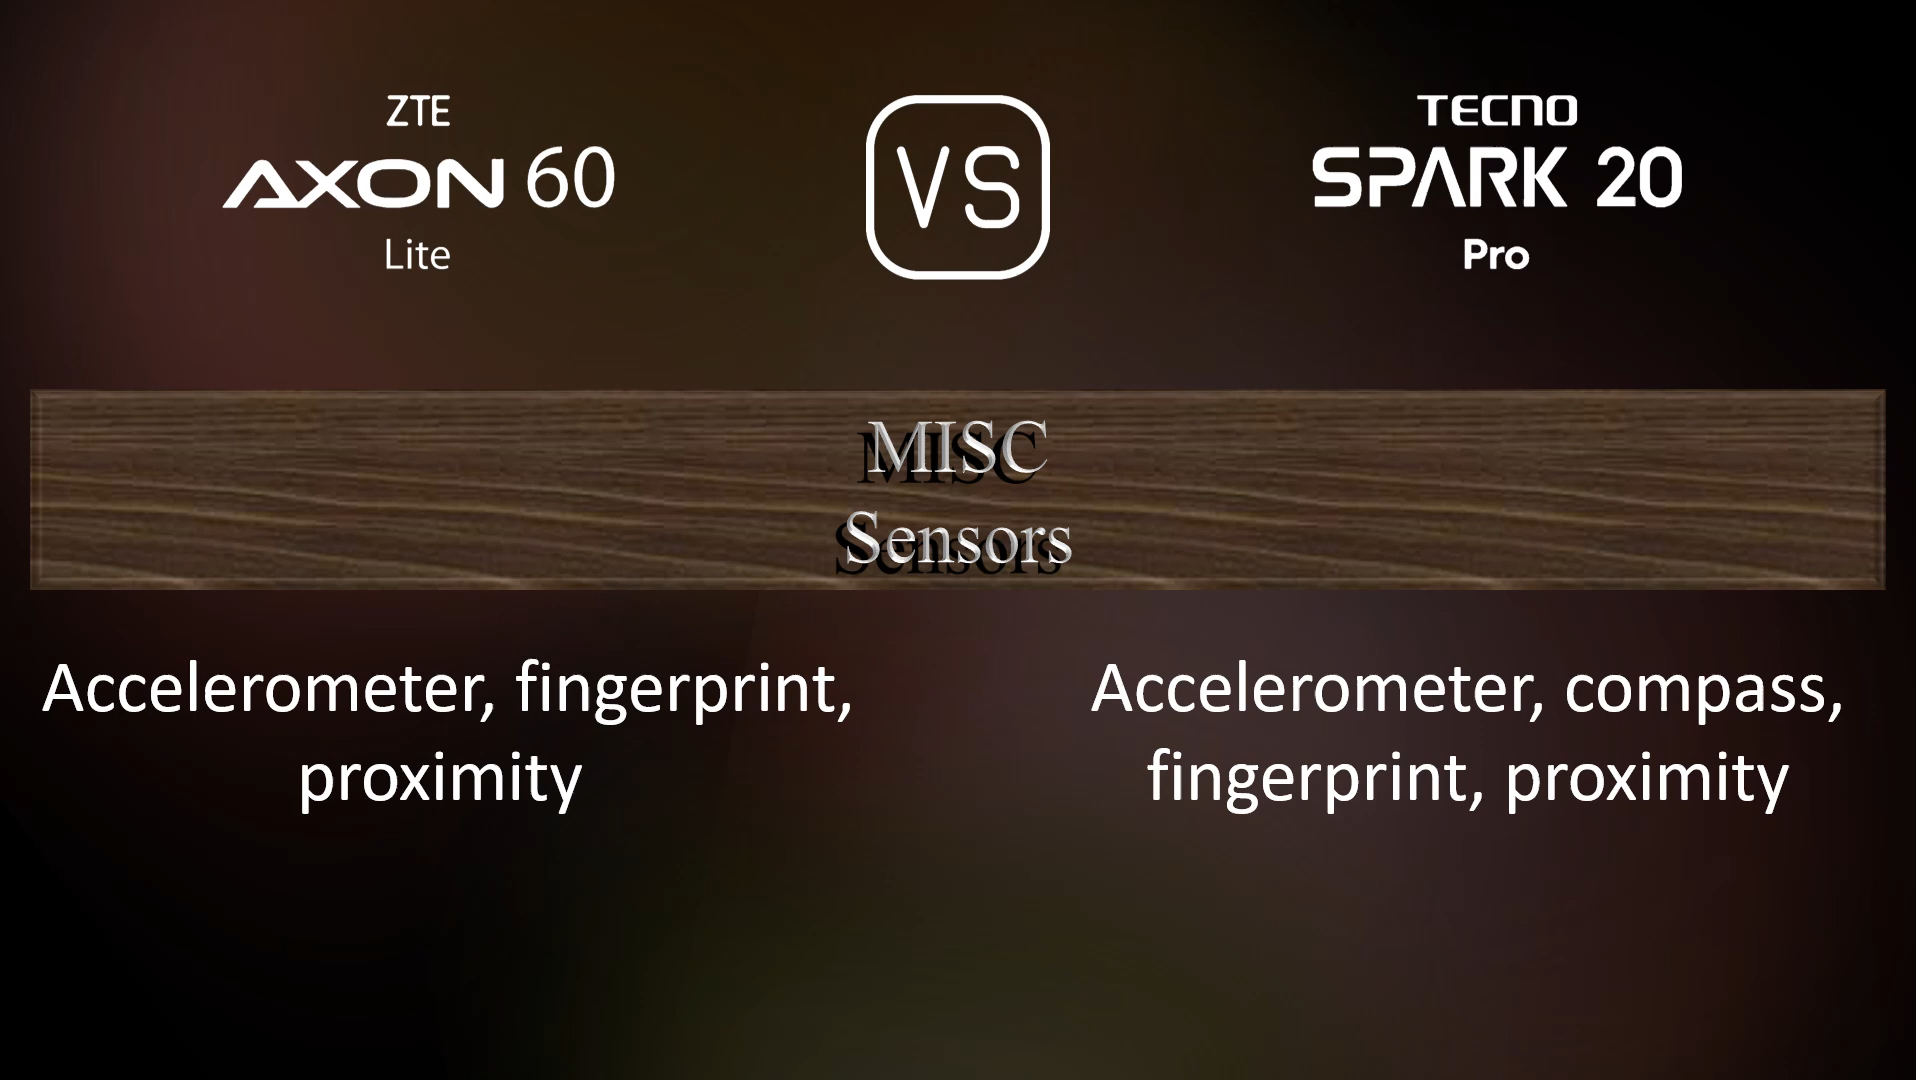 ZTE
AXON 60
Lite
VS
TECNO
SPARK 20
Pro
MISC
Sensors
Accelerometer, fingerprint,
proximity
Accelerometer, compass,
fingerprint, proximity